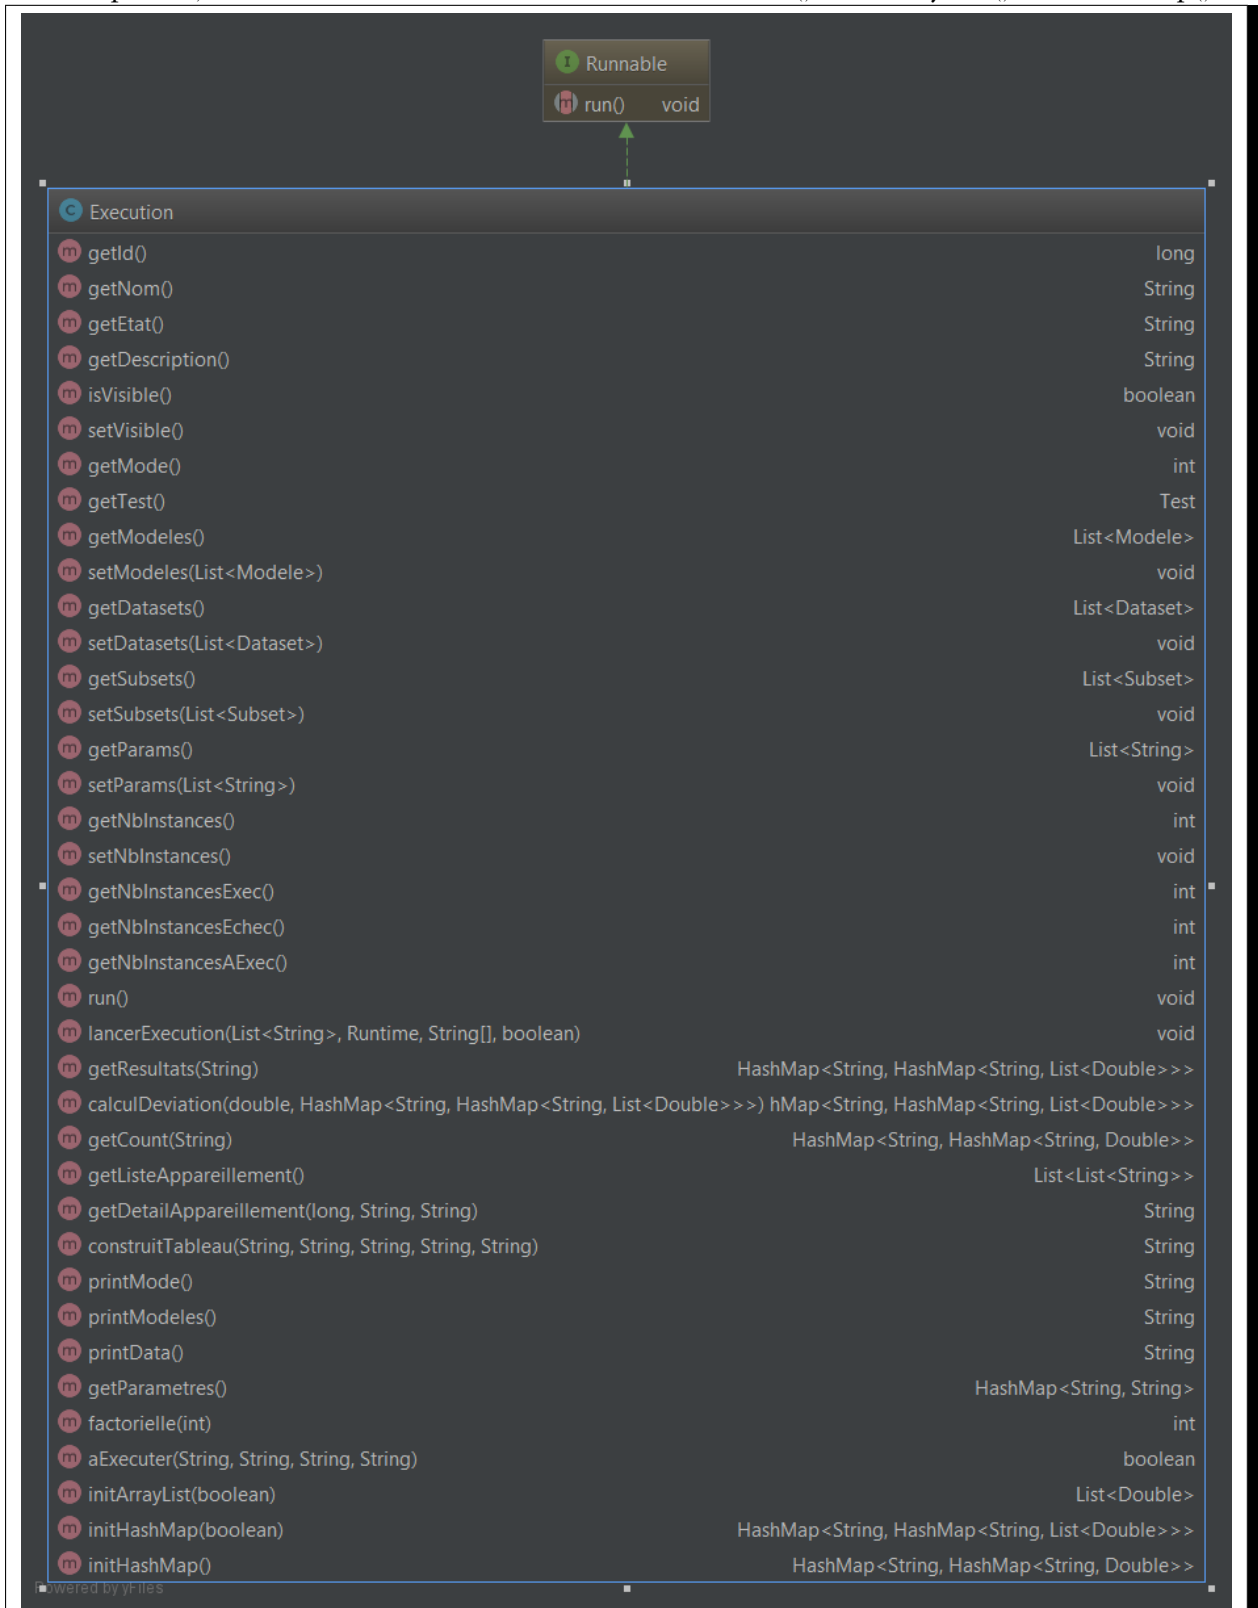 Runnable
run() void
Execution
getId() long
getNom() String
getEtat() String
getDescription() String
isVisible() boolean
setVisible() void
getMode() int
getTest() Test
getModeles() List<Modele>
setModeles(List<Modele>) void
getDatasets() List<Dataset>
setDatasets(List<Dataset>) void
getSubsets() List<Subset>
setSubsets(List<Subset>) void
getParams() List<String>
setParams(List<String>) void
getNbInstances() int
setNbInstances() void
getNbInstancesExec() int
getNbInstancesEchec() int
getNbInstancesAExec() int
run() void
lancerExecution(List<String>, Runtime, String[], boolean) void
getResultats(String) HashMap<String, HashMap<String, List<Double>>>
calculDeviation(double, HashMap<String, HashMap<String, List<Double>>>) hMap<String, HashMap<String, List<Double>>>
getCount(String) HashMap<String, HashMap<String, Double>>
getListeAppareillement() List<List<String>>
getDetailAppareillement(long, String, String) String
construitTableau(String, String, String, String, String) String
printMode() String
printModeles() String
printData() String
getParametres() HashMap<String, String>
factorielle(int) int
aExecuter(String, String, String, String) boolean
initArrayList(boolean) List<Double>
initHashMap(boolean) HashMap<String, HashMap<String, List<Double>>>
initHashMap() HashMap<String, HashMap<String, Double>>
Powered by yFiles